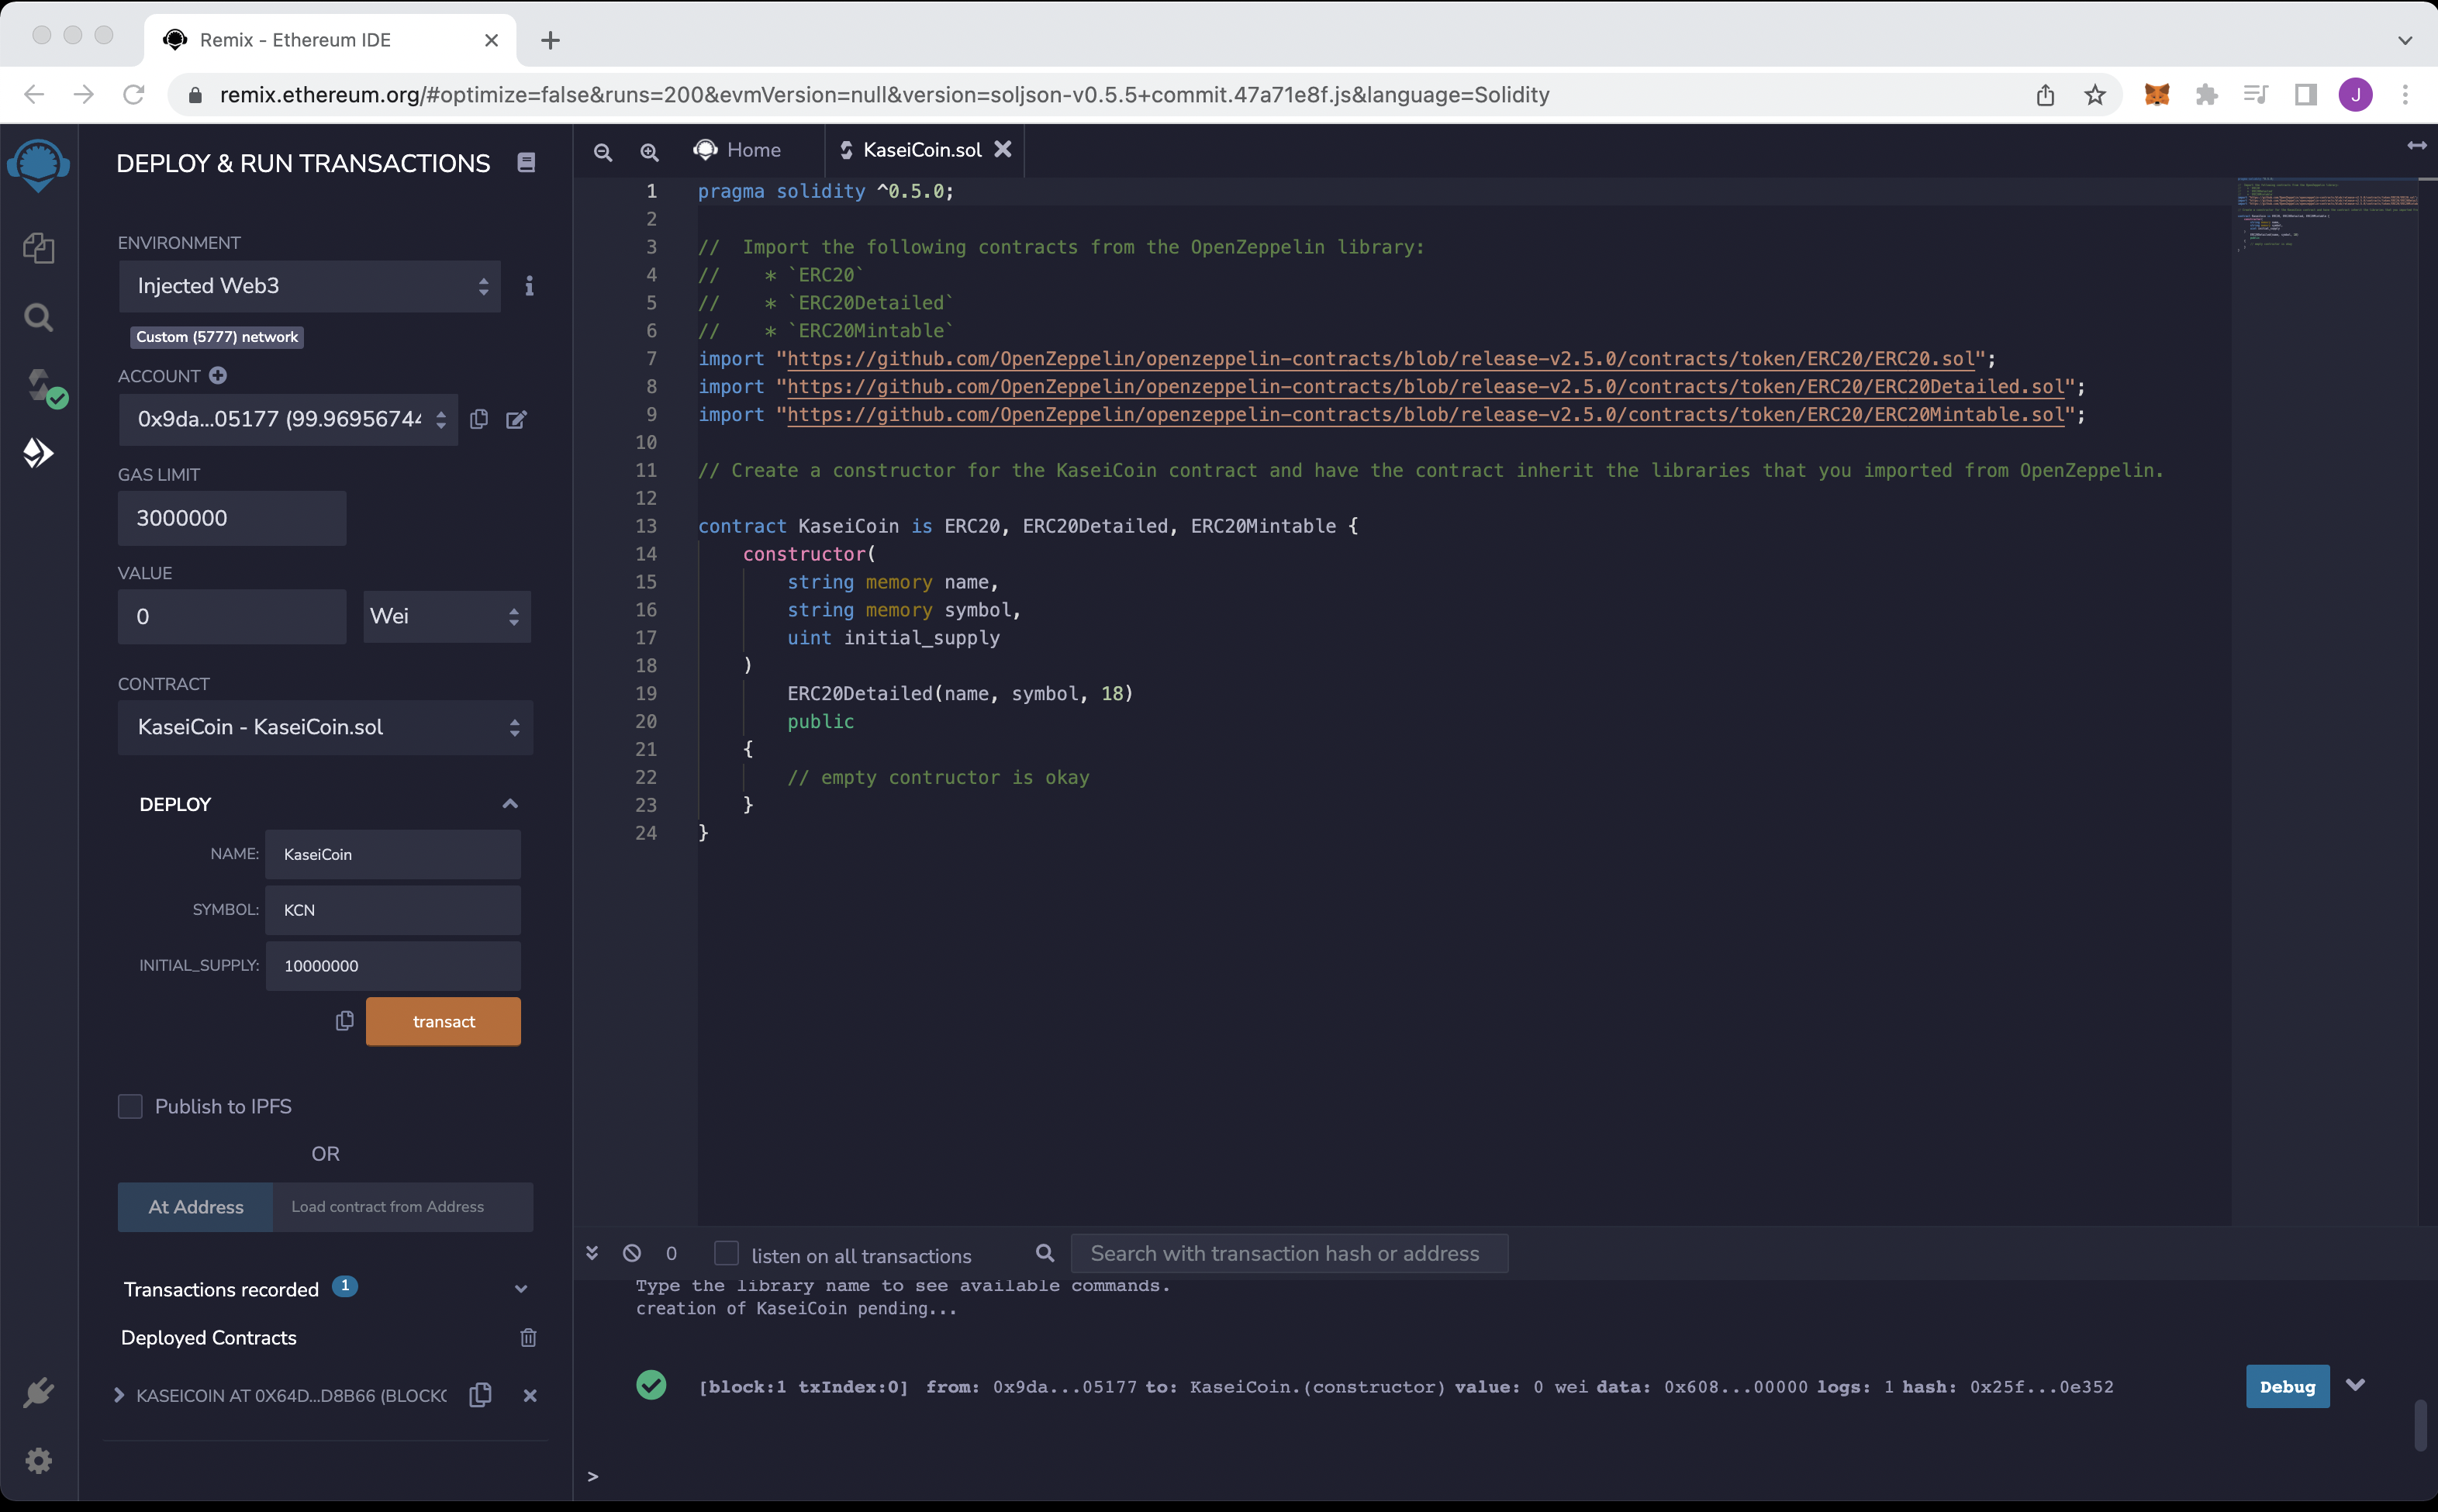 Remix - Ethereum IDE
remix.ethereum.org/#optimize=false&runs=200&evmVersion=null&version=soljson-v0.5.5+commit.47a71e8f.js&language=Solidity
J
DEPLOY & RUN TRANSACTIONS
ENVIRONMENT
Injected Web3
Custom (5777) network
ACCOUNT
0x9da...05177 (99.96956744
GAS LIMIT
3000000
VALUE
0
Wei
CONTRACT
KaseiCoin - KaseiCoin.sol
DEPLOY
NAME: KaseiCoin
SYMBOL: KCN
INITIAL_SUPPLY: 10000000
transact
Publish to IPFS
OR
At Address Load contract from Address
Transactions recorded 1
Deployed Contracts
KASEICOIN AT 0X64D...D8B66 (BLOCKC
Home KaseiCoin.sol
1 pragma solidity ^0.5.0;
2
3 //  Import the following contracts from the OpenZeppelin library:
4 //    * `ERC20`
5 //    * `ERC20Detailed`
6 //    * `ERC20Mintable`
7 import "https://github.com/OpenZeppelin/openzeppelin-contracts/blob/release-v2.5.0/contracts/token/ERC20/ERC20.sol";
8 import "https://github.com/OpenZeppelin/openzeppelin-contracts/blob/release-v2.5.0/contracts/token/ERC20/ERC20Detailed.sol";
9 import "https://github.com/OpenZeppelin/openzeppelin-contracts/blob/release-v2.5.0/contracts/token/ERC20/ERC20Mintable.sol";
10
11 // Create a constructor for the KaseiCoin contract and have the contract inherit the libraries that you imported from OpenZeppelin.
12
13 contract KaseiCoin is ERC20, ERC20Detailed, ERC20Mintable {
14     constructor(
15         string memory name,
16         string memory symbol,
17         uint initial_supply
18     )
19         ERC20Detailed(name, symbol, 18)
20         public
21     {
22         // empty contructor is okay
23     }
24 }
0 listen on all transactions Search with transaction hash or address
Type the library name to see available commands.
creation of KaseiCoin pending...
[block:1 txIndex:0] from: 0x9da...05177 to: KaseiCoin.(constructor) value: 0 wei data: 0x608...00000 logs: 1 hash: 0x25f...0e352
Debug
>